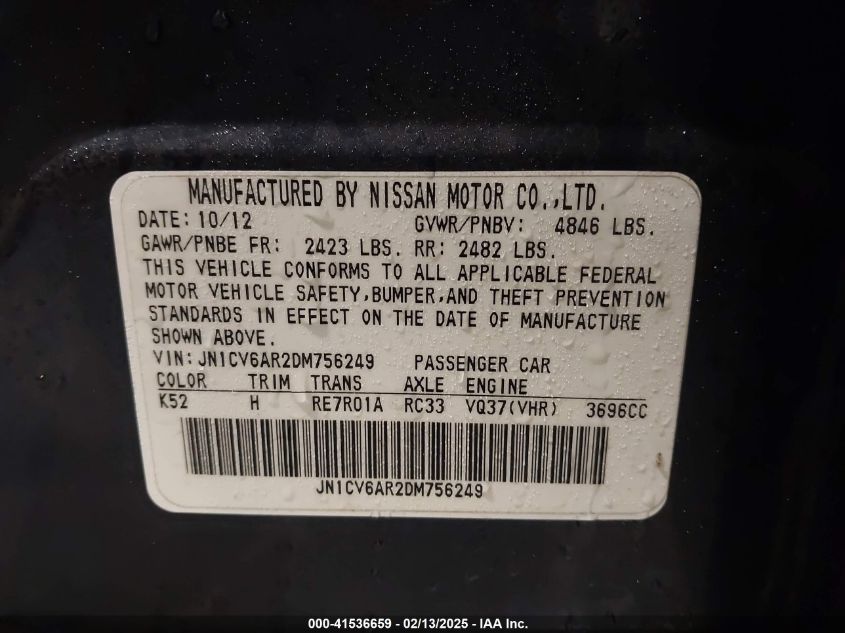 MANUFACTURED BY NISSAN MOTOR CO.,LTD.
DATE: 10/12 GVWR/PNBV: 4846 LBS.
GAWR/PNBE FR: 2423 LBS. RR: 2482 LBS.
THIS VEHICLE CONFORMS TO ALL APPLICABLE FEDERAL
MOTOR VEHICLE SAFETY,BUMPER,AND THEFT PREVENTION
STANDARDS IN EFFECT ON THE DATE OF MANUFACTURE
SHOWN ABOVE.
VIN:JN1CV6AR2DM756249 PASSENGER CAR
COLOR TRIM TRANS AXLE ENGINE
K52 H RE7R01A RC33 VQ37(VHR) 3696CC
JN1CV6AR2DM756249
000-41536659 - 02/13/2025 - IAA Inc.